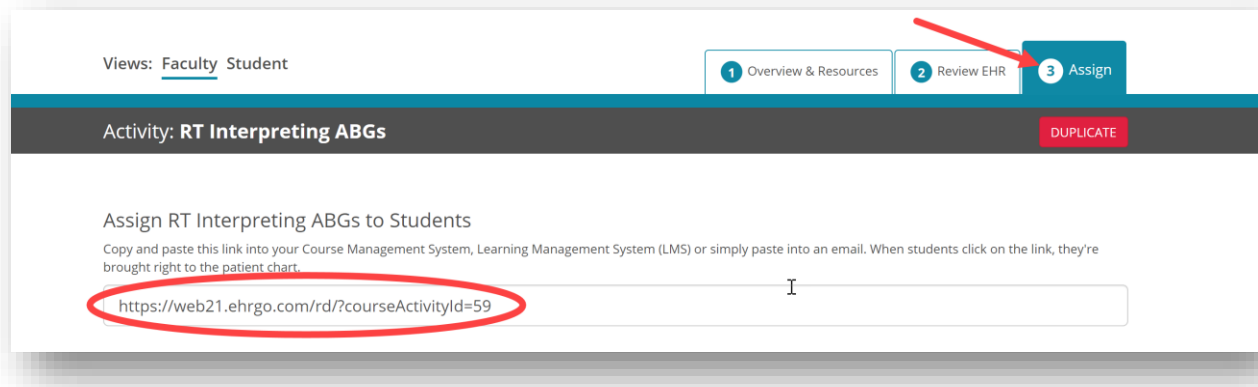 Views: Faculty Student
1 Overview & Resources
2 Review EHR
3 Assign
Activity: RT Interpreting ABGs
DUPLICATE
Assign RT Interpreting ABGs to Students
Copy and paste this link into your Course Management System, Learning Management System (LMS) or simply paste into an email. When students click on the link, they're
brought right to the patient chart.
https://web21.ehrgo.com/rd/?courseActivityId=59